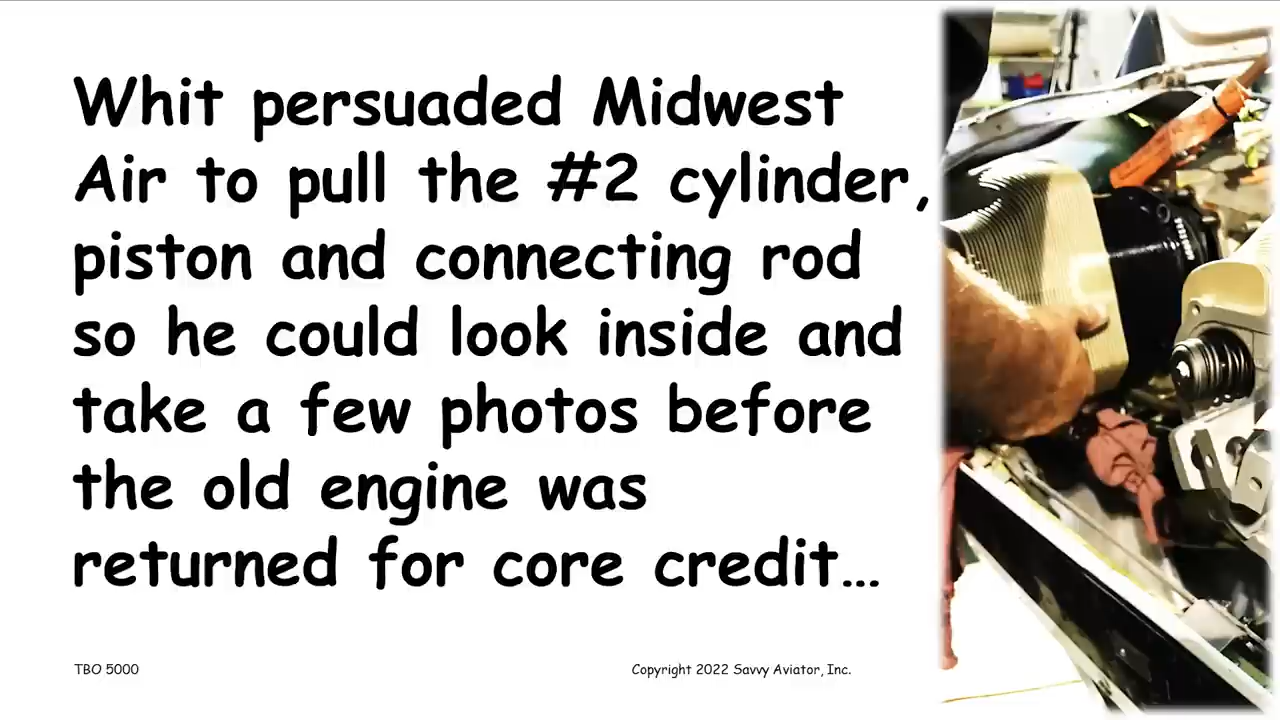 Whit persuaded Midwest
Air to pull the #2 cylinder,
piston and connecting rod
so he could look inside and
take a few photos before
the old engine was
returned for core credit...
TBO 5000
Copyright 2022 Savvy Aviator, Inc.